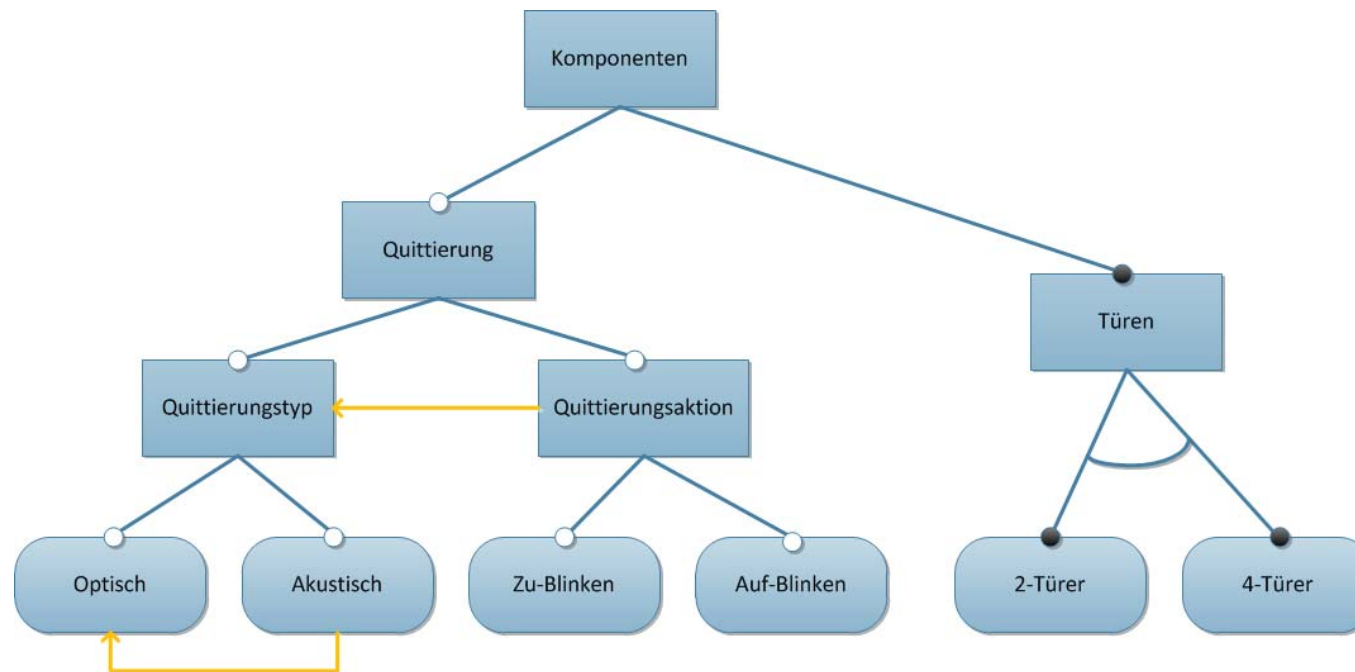 Komponenten
Quittierung
Türen
Quittierungstyp
Quittierungsaktion
Optisch
Akustisch
Zu-Blinken
Auf-Blinken
2-Türer
4-Türer